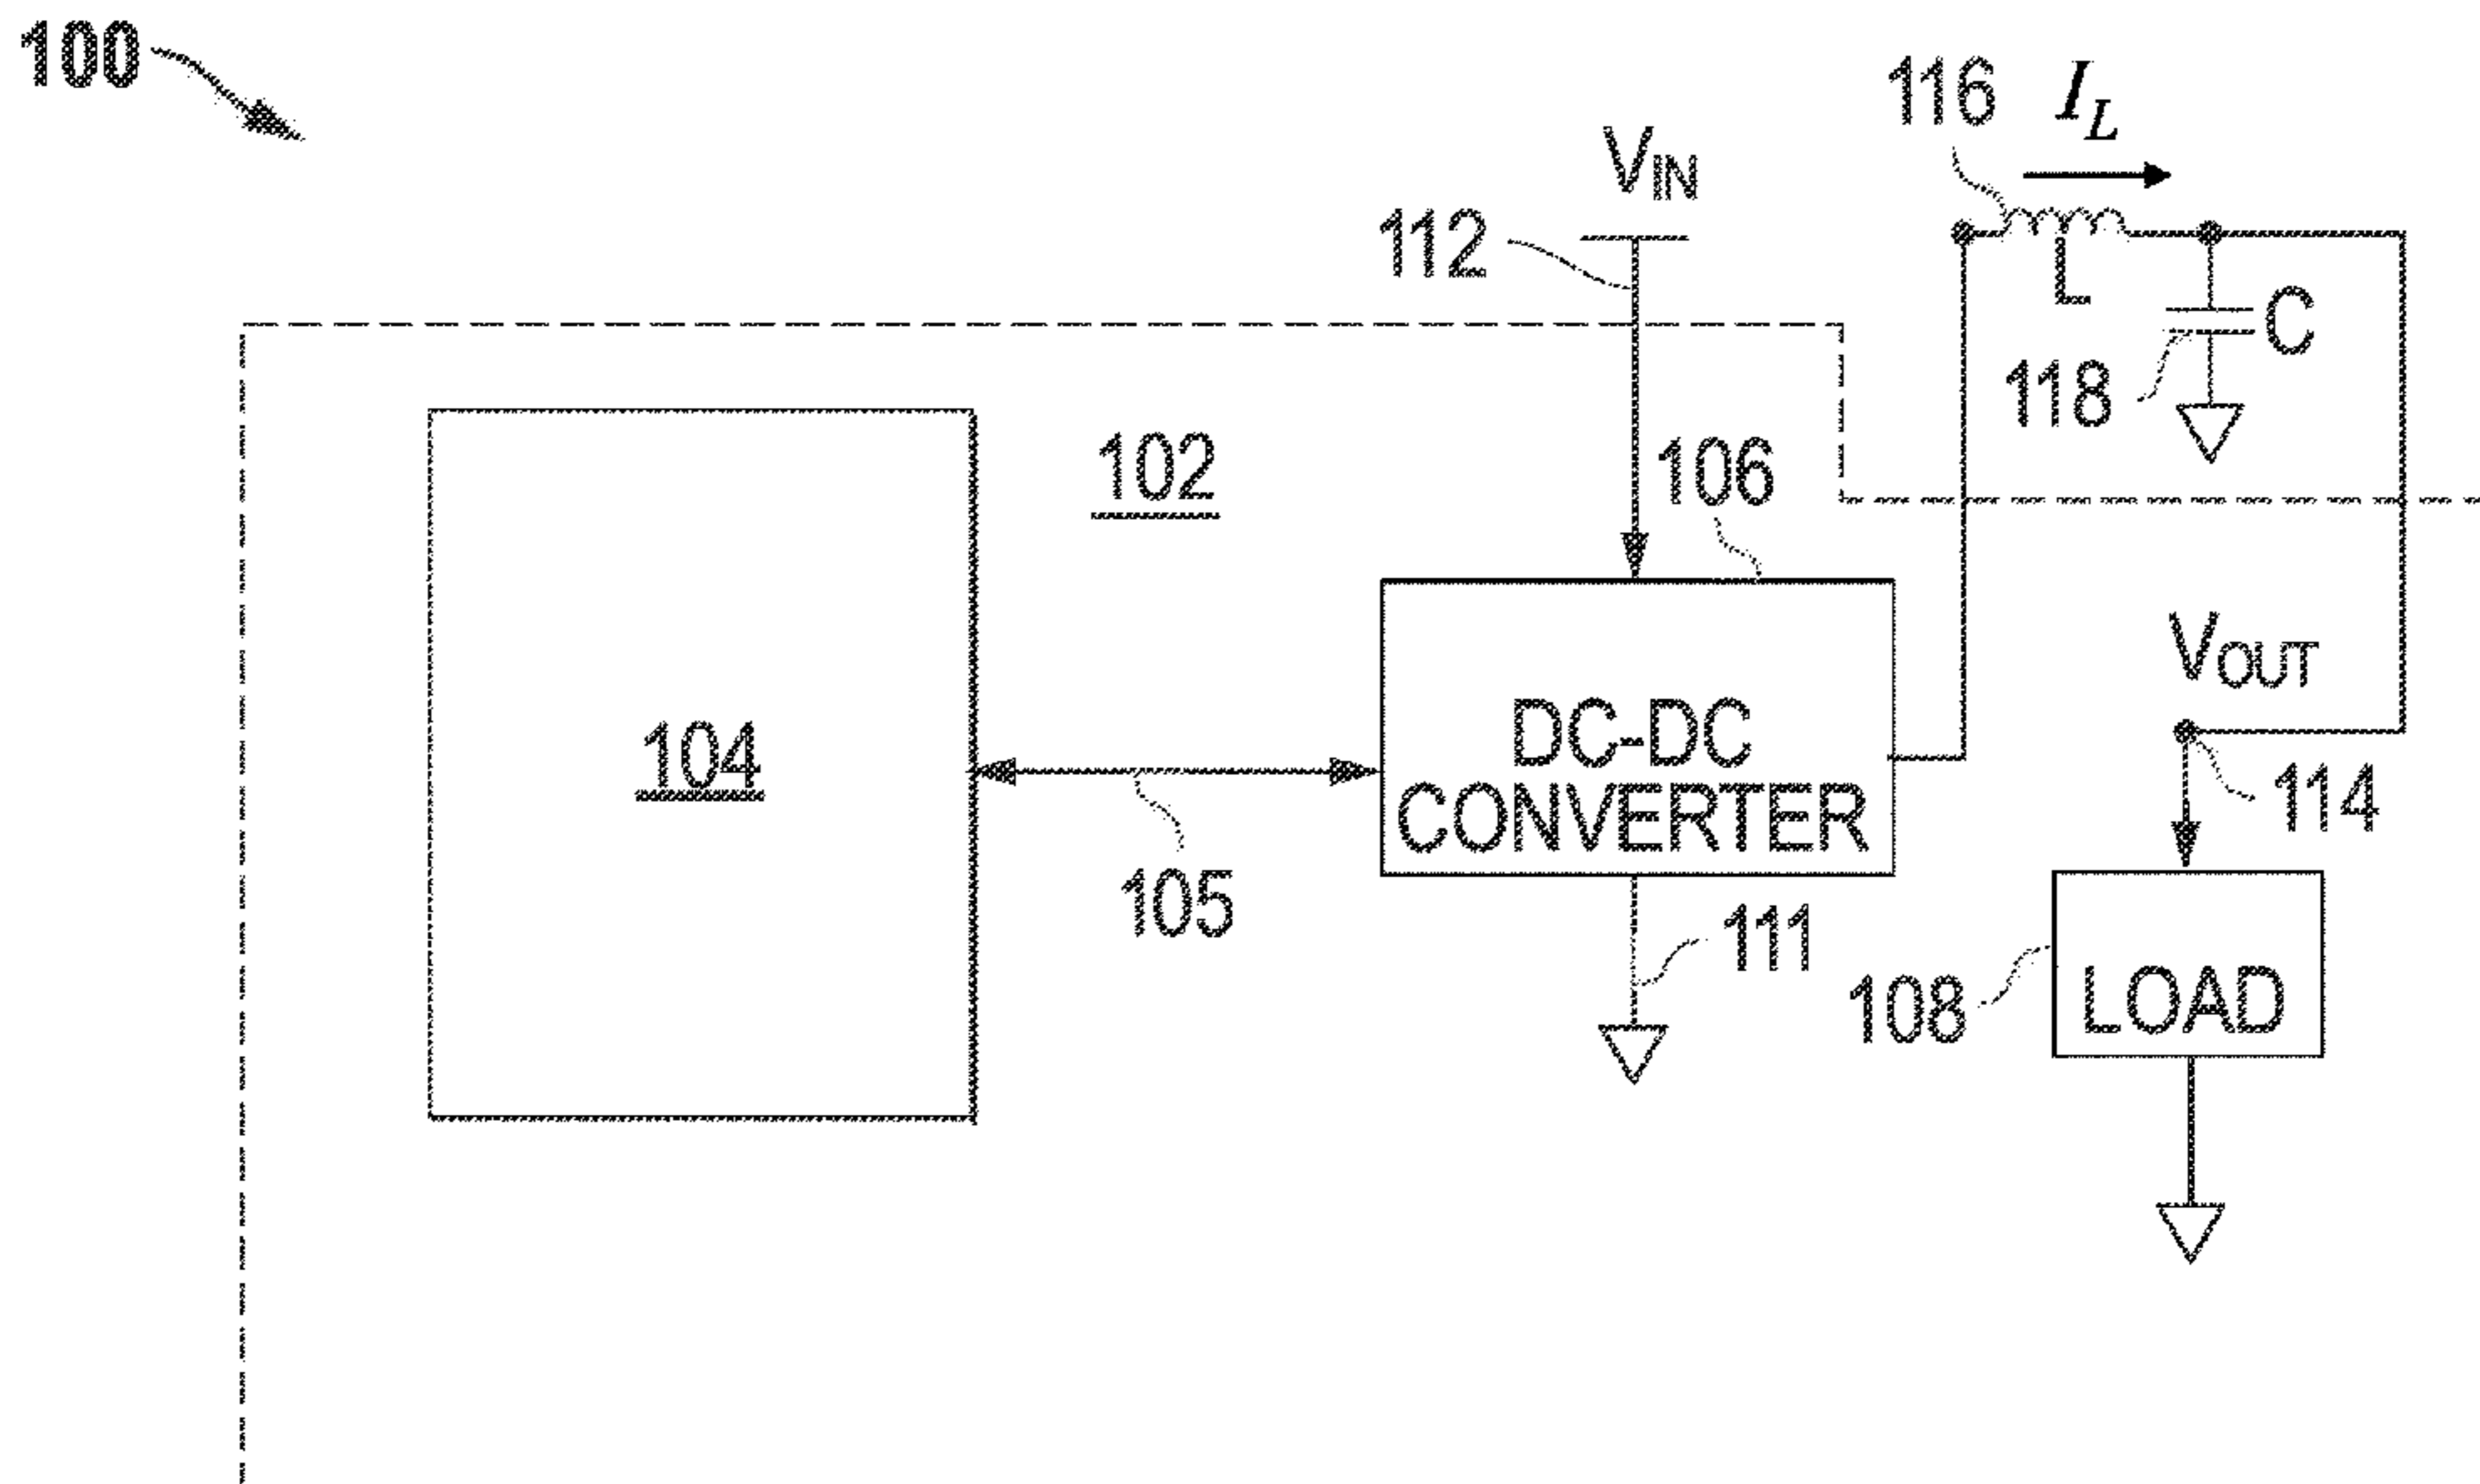 100
116 I_L
V_IN
112
L
C
118
102
106
V_OUT
DC-DC
CONVERTER
104
114
105
111
108
LOAD